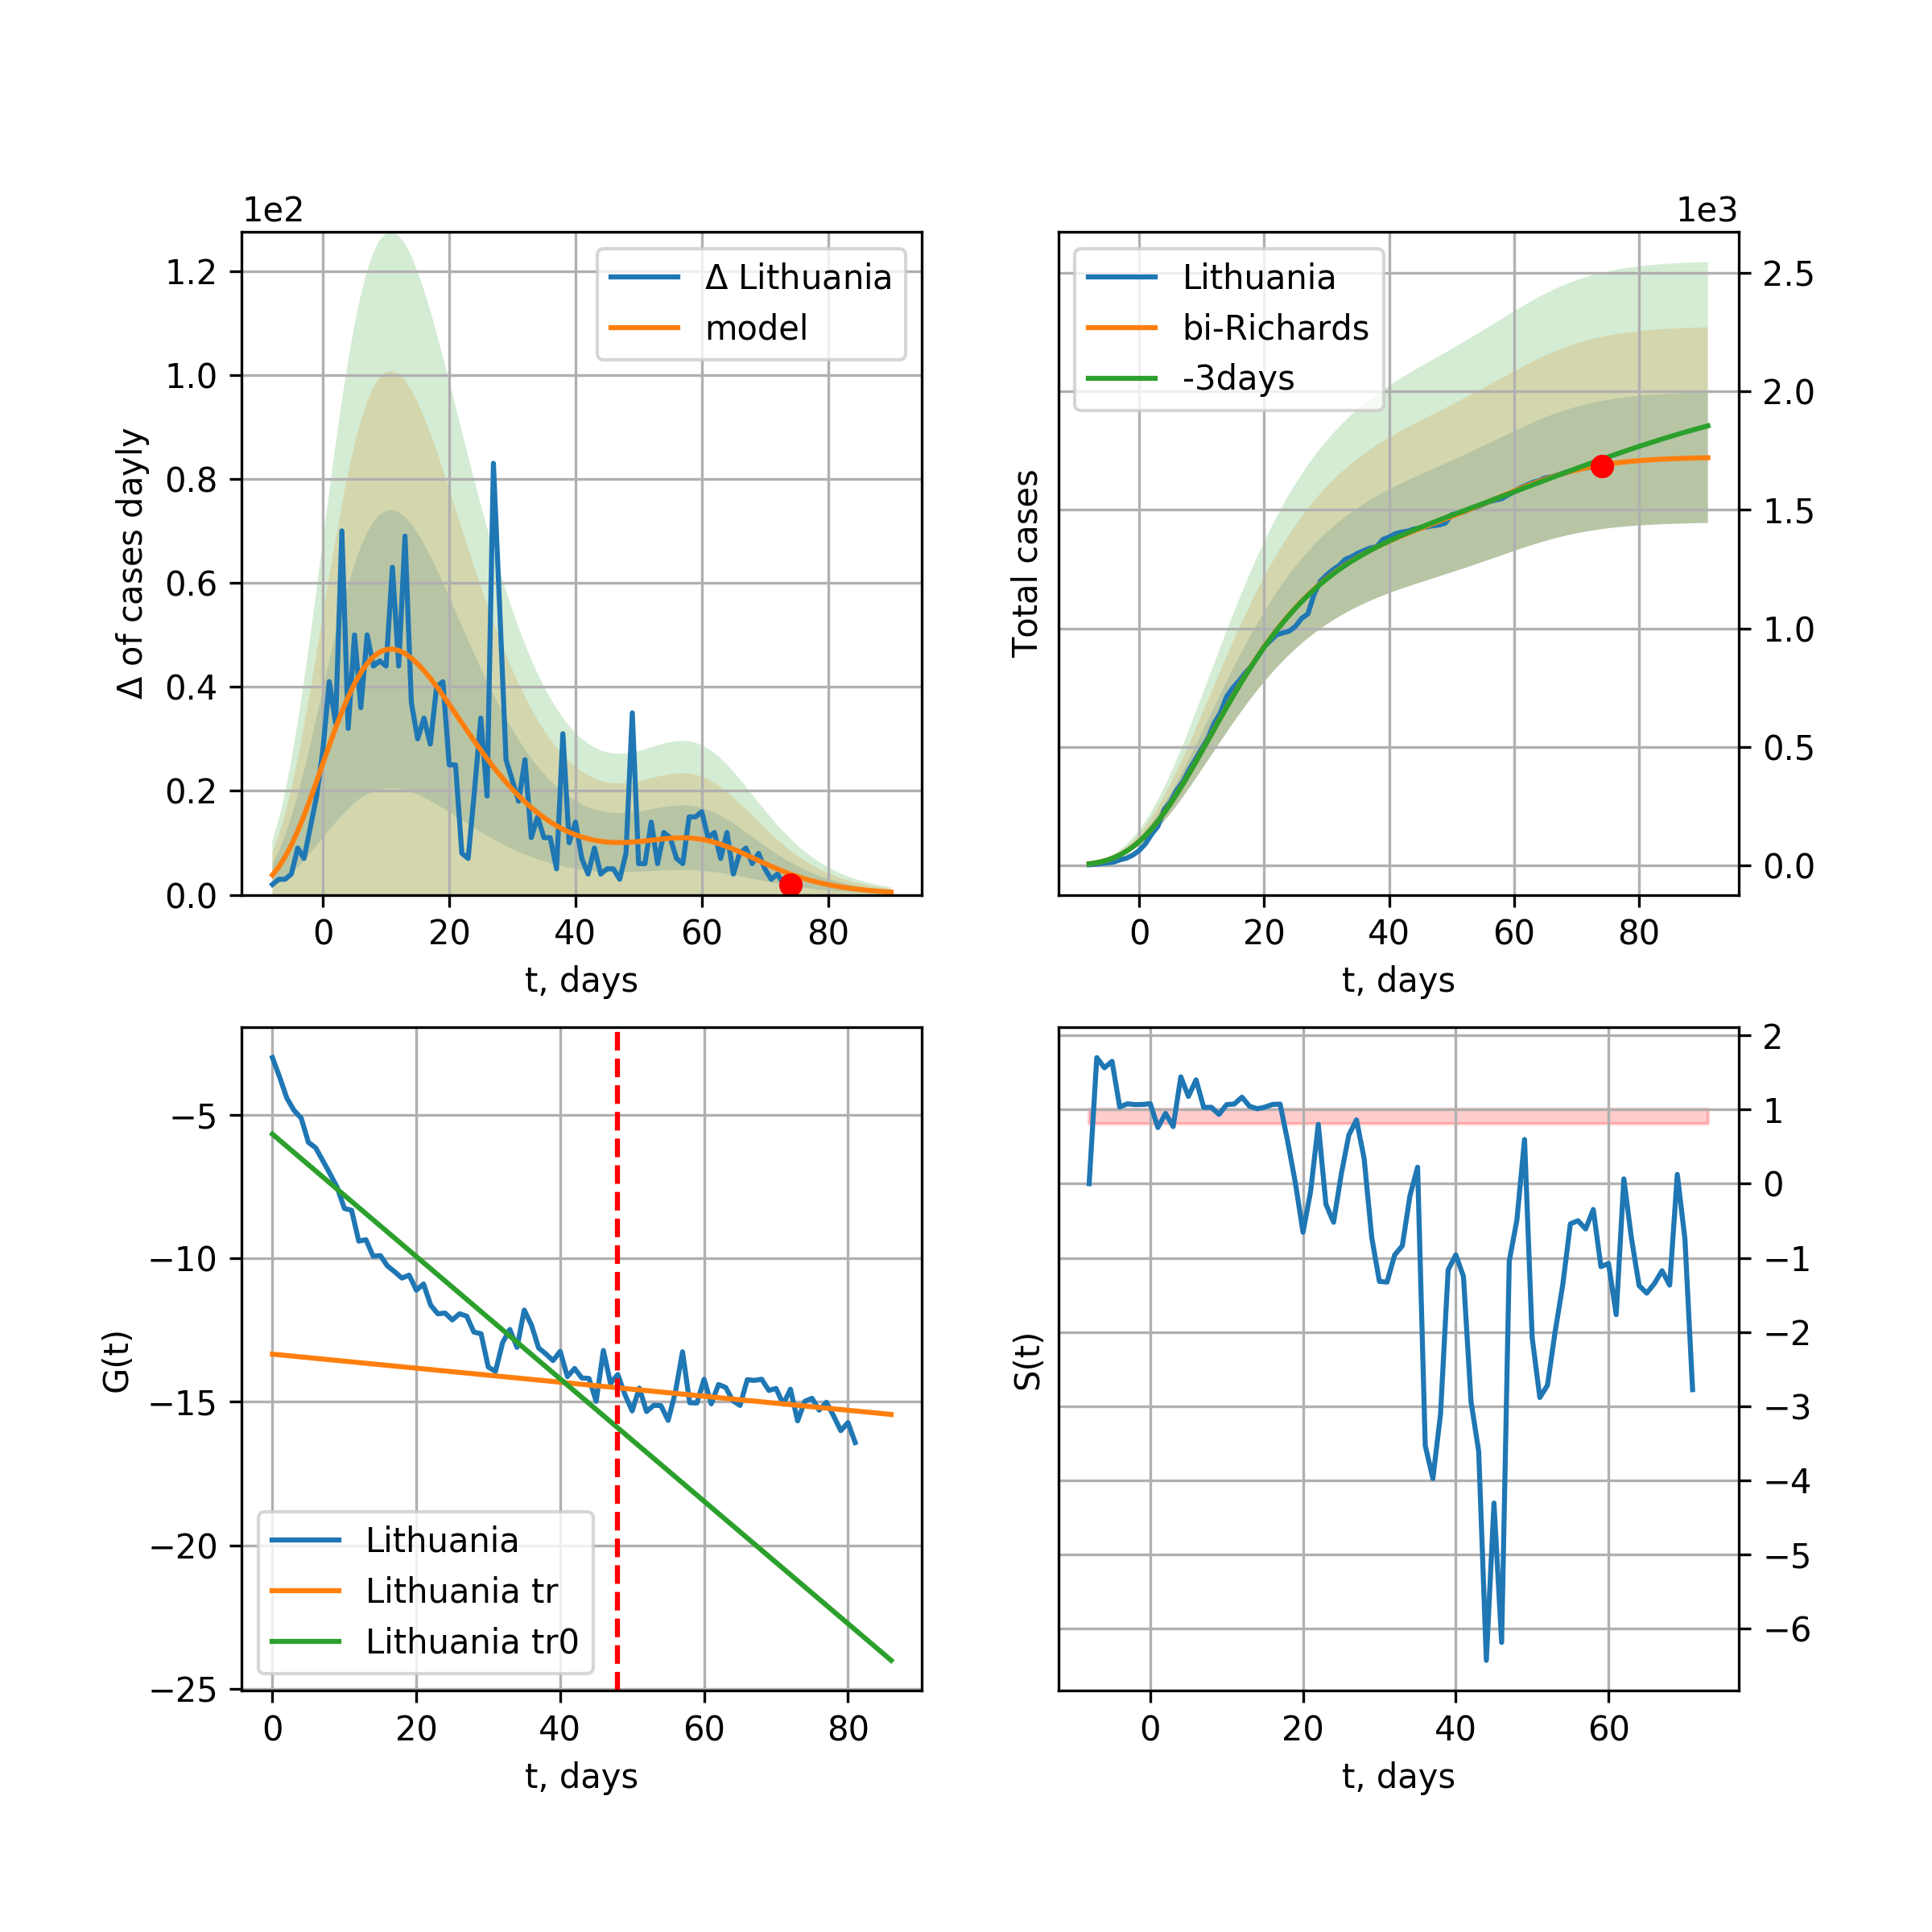 1e2
Δ of cases dayly
1.2
1.0
0.8
0.6
0.4
0.2
0.0
Δ Lithuania
model
0 20 40 60 80
t, days
1e3
Total cases
Lithuania
bi-Richards
-3days
2.5
2.0
1.5
1.0
0.5
0.0
0 20 40 60 80
t, days
G(t)
−5
−10
−15
−20
−25
Lithuania
Lithuania tr
Lithuania tr0
0 20 40 60 80
t, days
S(t)
2
1
0
−1
−2
−3
−4
−5
−6
0 20 40 60
t, days